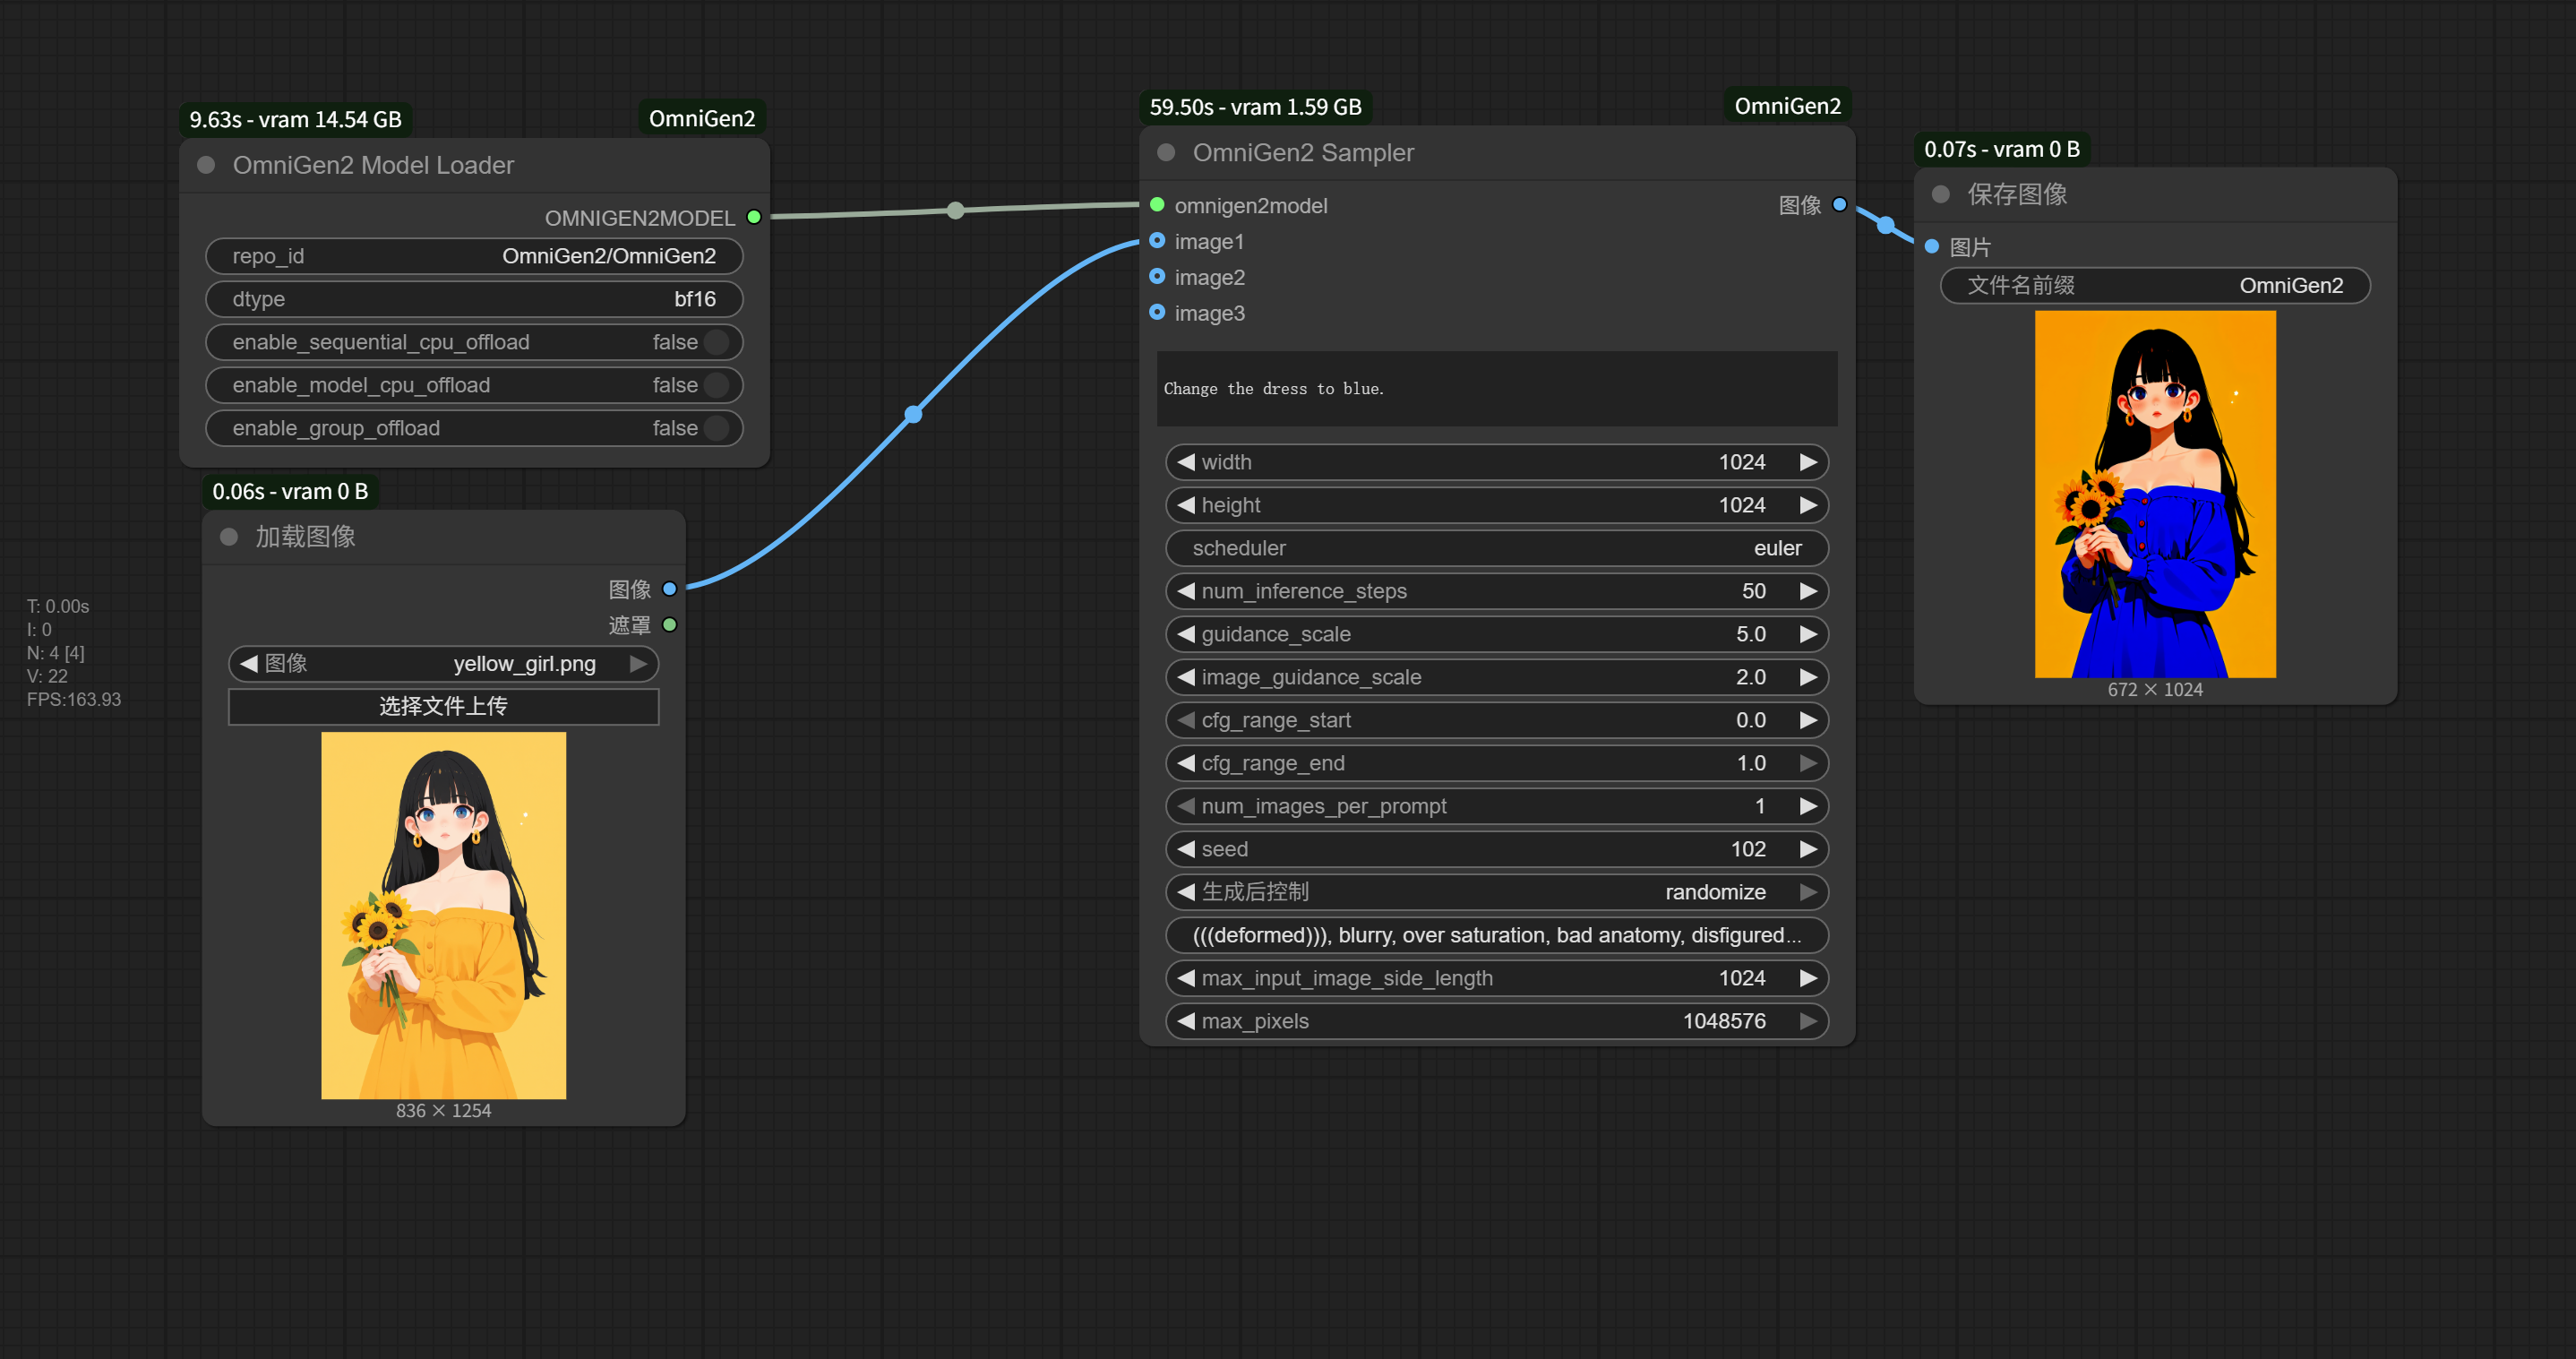 9.63s - vram 14.54 GB
OmniGen2
OmniGen2 Model Loader
OMNIGEN2MODEL
repo_id OmniGen2/OmniGen2
dtype bf16
enable_sequential_cpu_offload false
enable_model_cpu_offload false
enable_group_offload false
0.06s - vram 0 B
加载图像
图像
遮罩
图像 yellow_girl.png
选择文件上传
836 × 1254
T: 0.00s
I: 0
N: 4 [4]
V: 22
FPS:163.93
59.50s - vram 1.59 GB
OmniGen2
OmniGen2 Sampler
omnigen2model 图像
image1
image2
image3
Change the dress to blue.
width 1024
height 1024
scheduler euler
num_inference_steps 50
guidance_scale 5.0
image_guidance_scale 2.0
cfg_range_start 0.0
cfg_range_end 1.0
num_images_per_prompt 1
seed 102
生成后控制 randomize
(((deformed))), blurry, over saturation, bad anatomy, disfigured...
max_input_image_side_length 1024
max_pixels 1048576
0.07s - vram 0 B
保存图像
图片
文件名前缀 OmniGen2
672 × 1024